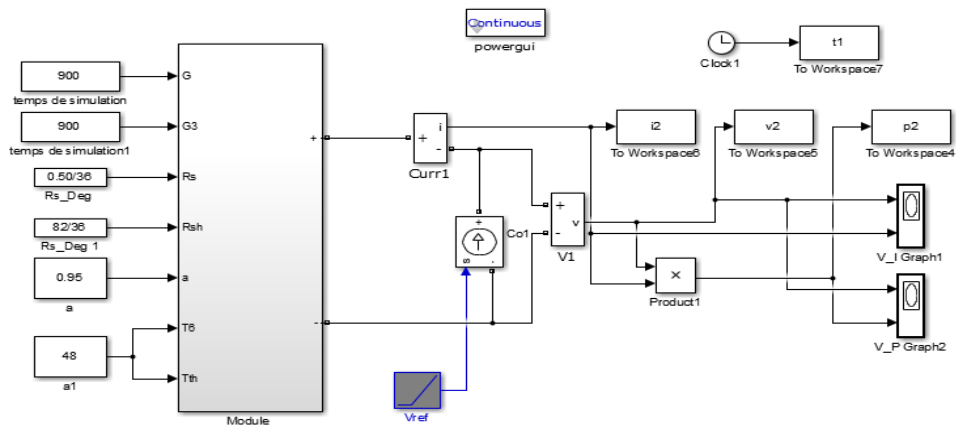 Continuous
powergui
t1
Clock1
To Workspace7
900
temps de simulation
G
900
temps de simulation1
G3
0.50/36
Rs_Deg
Rs
82/36
Rs_Deg 1
Rsh
0.95
a
a
48
a1
T6
Tth
+
-
Module
+
i
-
Curr1
i2
To Workspace6
v2
To Workspace5
p2
To Workspace4
+
s
-
Co1
+
v
-
V1
×
Product1
V_I Graph1
V_P Graph2
Vref